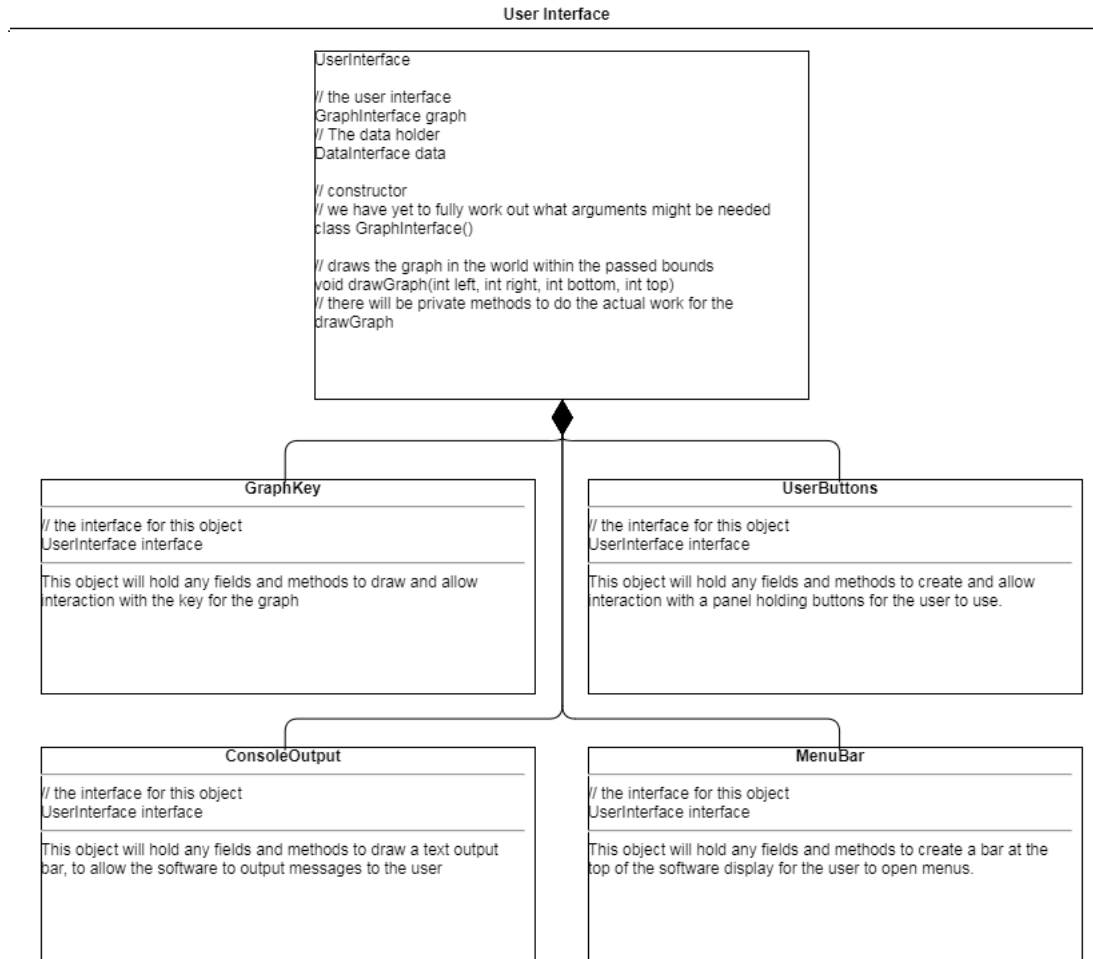 User Interface
UserInterface
// the user interface
GraphInterface graph
// The data holder
DataInterface data
// constructor
// we have yet to fully work out what arguments might be needed
class GraphInterface()
// draws the graph in the world within the passed bounds
void drawGraph(int left, int right, int bottom, int top)
// there will be private methods to do the actual work for the
drawGraph
GraphKey
// the interface for this object
UserInterface interface
This object will hold any fields and methods to draw and allow
interaction with the key for the graph
UserButtons
// the interface for this object
UserInterface interface
This object will hold any fields and methods to create and allow
interaction with a panel holding buttons for the user to use.
ConsoleOutput
// the interface for this object
UserInterface interface
This object will hold any fields and methods to draw a text output
bar, to allow the software to output messages to the user
MenuBar
// the interface for this object
UserInterface interface
This object will hold any fields and methods to create a bar at the
top of the software display for the user to open menus.